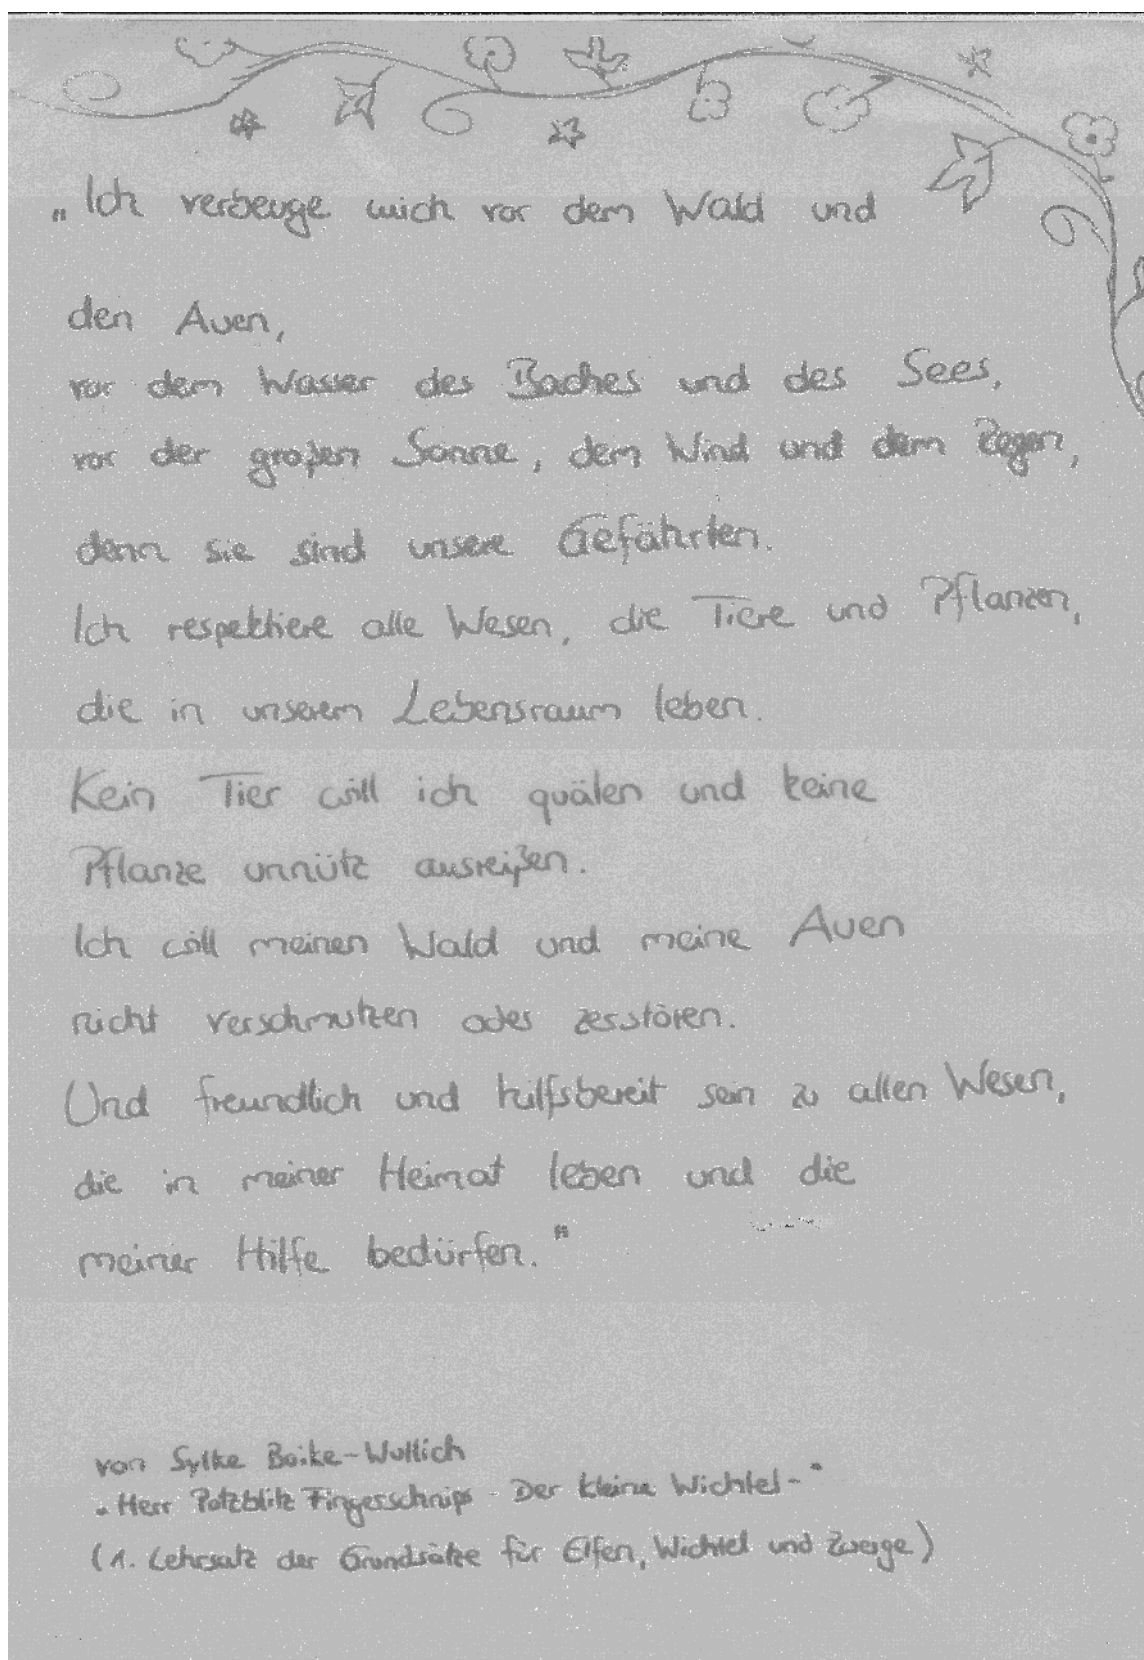 „Ich verbeuge mich vor dem Wald und
den Auen,
vor dem Wasser des Baches und des Sees,
vor der großen Sonne, dem Wind und dem Regen,
denn sie sind unsere Gefährten.
Ich respektiere alle Wesen, die Tiere und Pflanzen,
die in unserem Lebensraum leben.
Kein Tier will ich quälen und keine
Pflanze unnütz ausreißen.
Ich will meinen Wald und meine Auen
nicht verschmutzen oder zerstören.
Und freundlich und hilfsbereit sein zu allen Wesen,
die in meiner Heimat leben und die
meiner Hilfe bedürfen."
von Sylke Boike-Wullich
„Herr Potzblitz Fingerschnips - Der kleine Wichtel-"
(1. Lehrsatz der Grundsätze für Elfen, Wichtel und Zwerge)